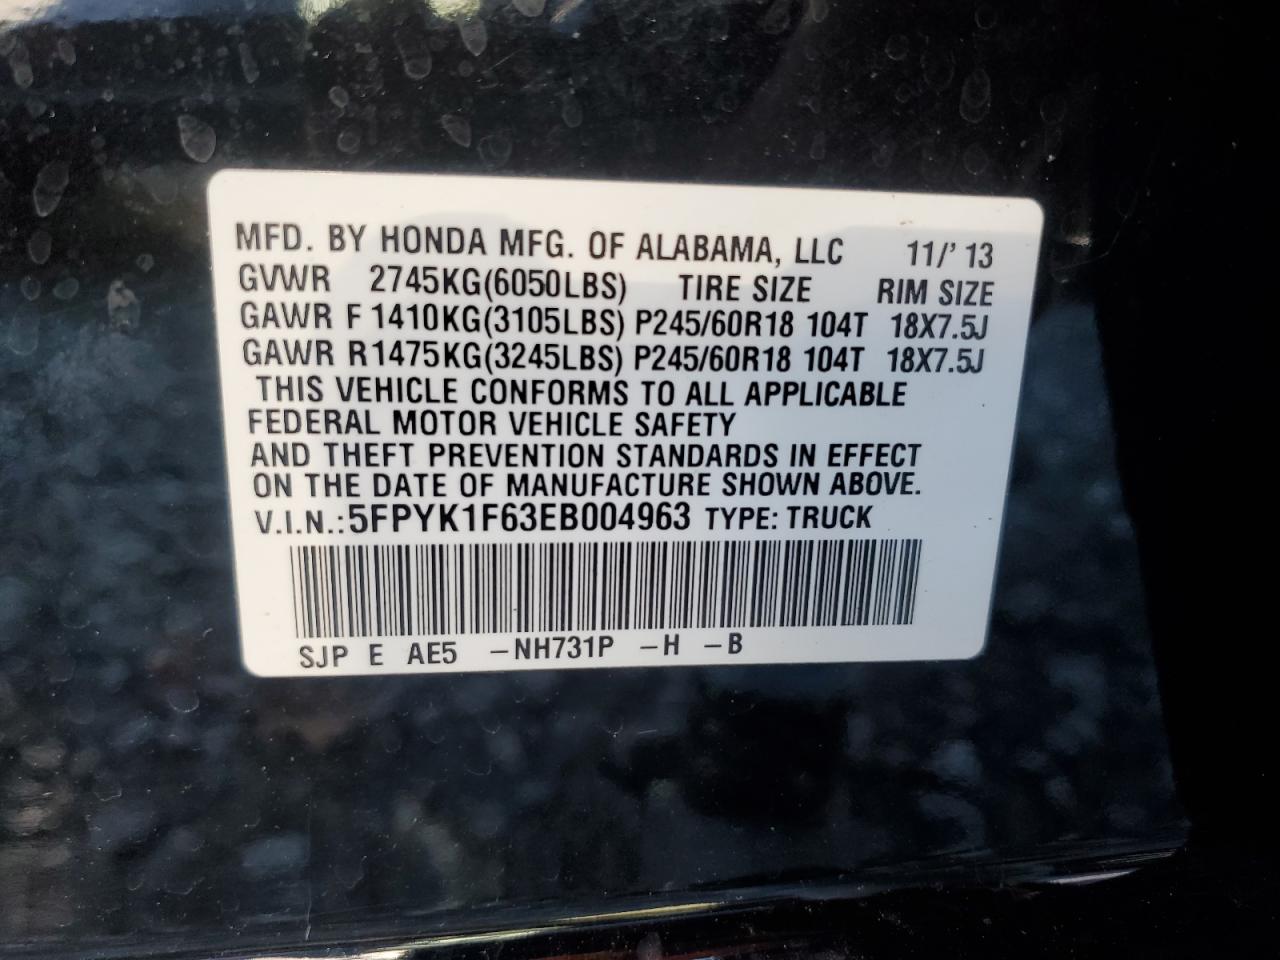 MFD. BY HONDA MFG. OF ALABAMA, LLC 11/' 13
GVWR 2745KG(6050LBS) TIRE SIZE RIM SIZE
GAWR F 1410KG(3105LBS) P245/60R18 104T 18X7.5J
GAWR R1475KG(3245LBS) P245/60R18 104T 18X7.5J
THIS VEHICLE CONFORMS TO ALL APPLICABLE
FEDERAL MOTOR VEHICLE SAFETY
AND THEFT PREVENTION STANDARDS IN EFFECT
ON THE DATE OF MANUFACTURE SHOWN ABOVE.
V.I.N.:5FPYK1F63EB004963 TYPE: TRUCK
SJP E AE5 -NH731P -H -B